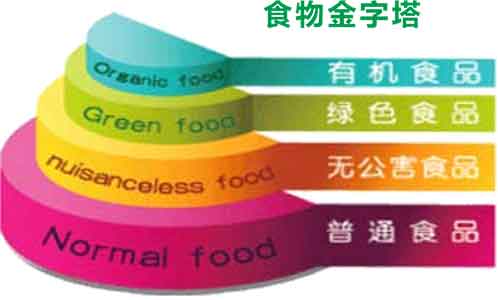 食物金字塔
Organic food
有机食品
Green food
绿色食品
nuisanceless food
无公害食品
Normal food
普通食品